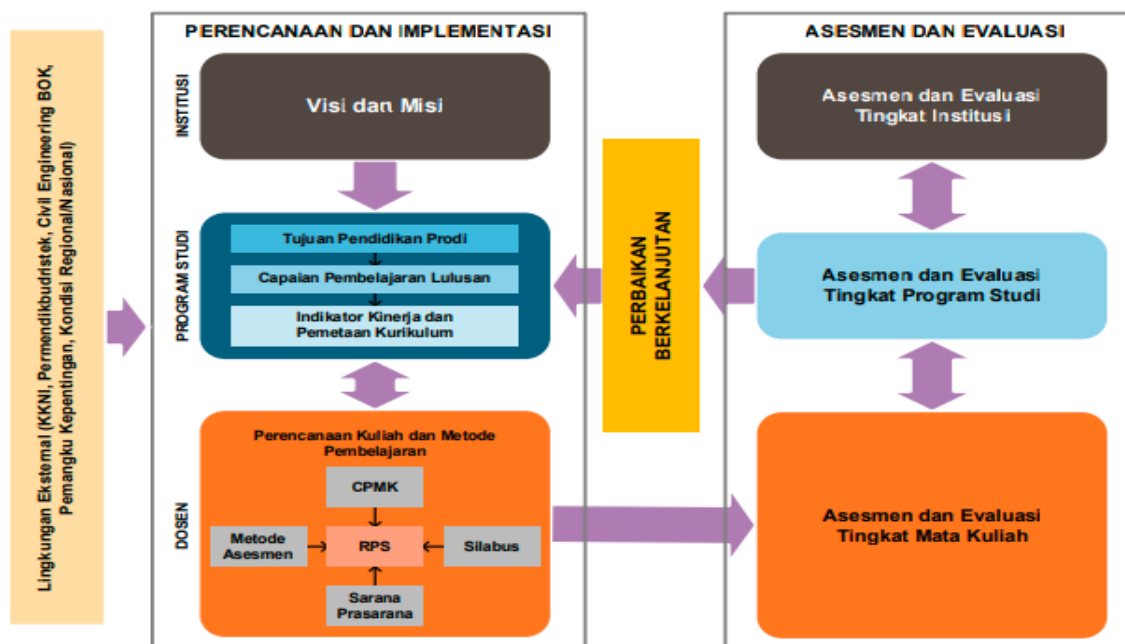 Lingkungan Eksternal (KKNI, Permendikbudristek, Civil Engineering BOK,
Pemangku Kepentingan, Kondisi Regional/Nasional)
PERENCANAAN DAN IMPLEMENTASI
INSTITUSI
Visi dan Misi
PROGRAM STUDI
Tujuan Pendidikan Prodi
Capaian Pembelajaran Lulusan
Indikator Kinerja dan
Pemetaan Kurikulum
DOSEN
Perencanaan Kuliah dan Metode
Pembelajaran
CPMK
Metode
Asesmen
RPS
Silabus
Sarana
Prasarana
PERBAIKAN
BERKELANJUTAN
ASESMEN DAN EVALUASI
Asesmen dan Evaluasi
Tingkat Institusi
Asesmen dan Evaluasi
Tingkat Program Studi
Asesmen dan Evaluasi
Tingkat Mata Kuliah